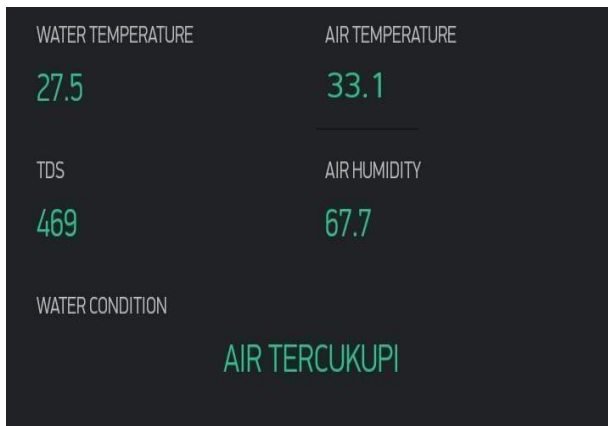 WATER TEMPERATURE AIR TEMPERATURE
27.5 33.1
TDS AIR HUMIDITY
469 67.7
WATER CONDITION
AIR TERCUKUPI